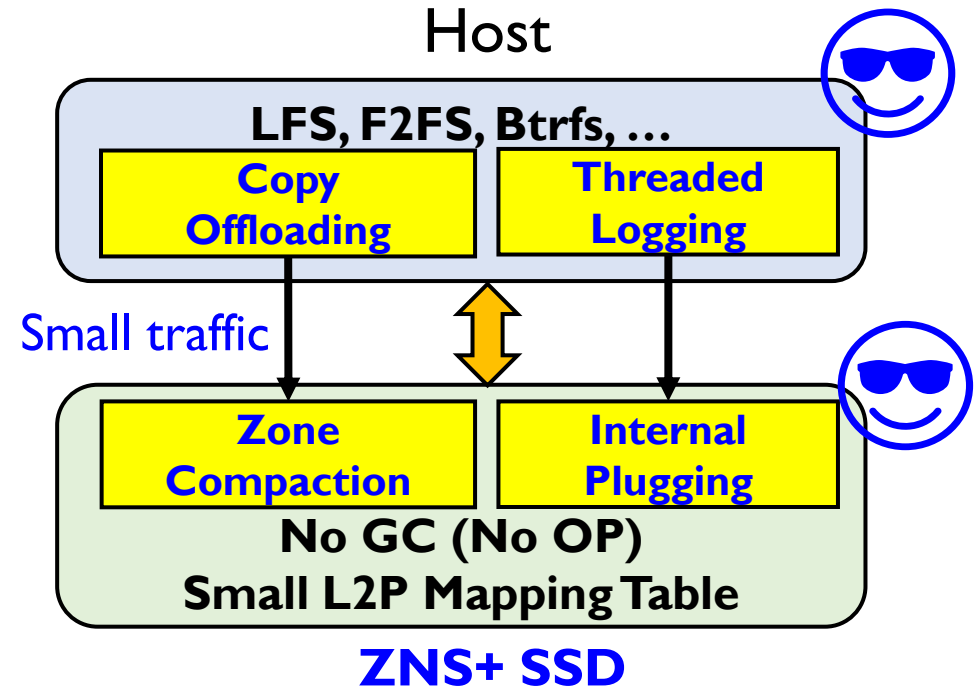 Host
LFS, F2FS, Btrfs, ...
Copy
Offloading
Threaded
Logging
Small traffic
Zone
Compaction
Internal
Plugging
No GC (No OP)
Small L2P Mapping Table
ZNS+ SSD